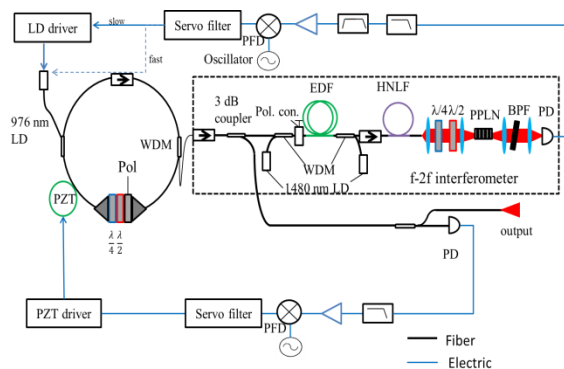 LD driver
slow
Servo filter
PFD
Oscillator
fast
976 nm
LD
WDM
Pol
PZT
λ/4
λ/2
3 dB
coupler
Pol. con.
EDF
HNLF
λ/4 λ/2
PPLN
BPF
PD
WDM
1480 nm LD
f-2f interferometer
output
PD
PZT driver
Servo filter
PFD
Fiber
Electric